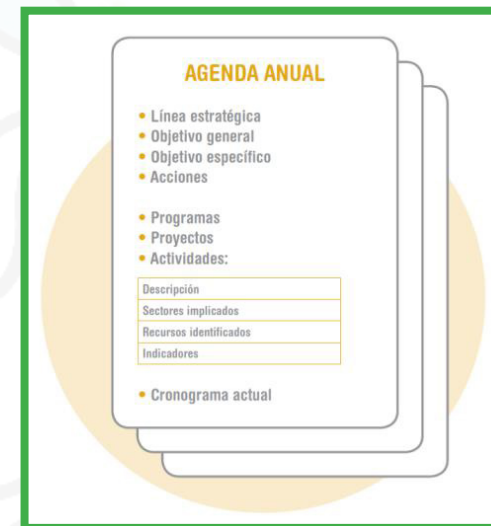 AGENDA ANUAL
• Línea estratégica
• Objetivo general
• Objetivo específico
• Acciones
• Programas
• Proyectos
• Actividades:
Descripción
Sectores implicados
Recursos identificados
Indicadores
• Cronograma actual